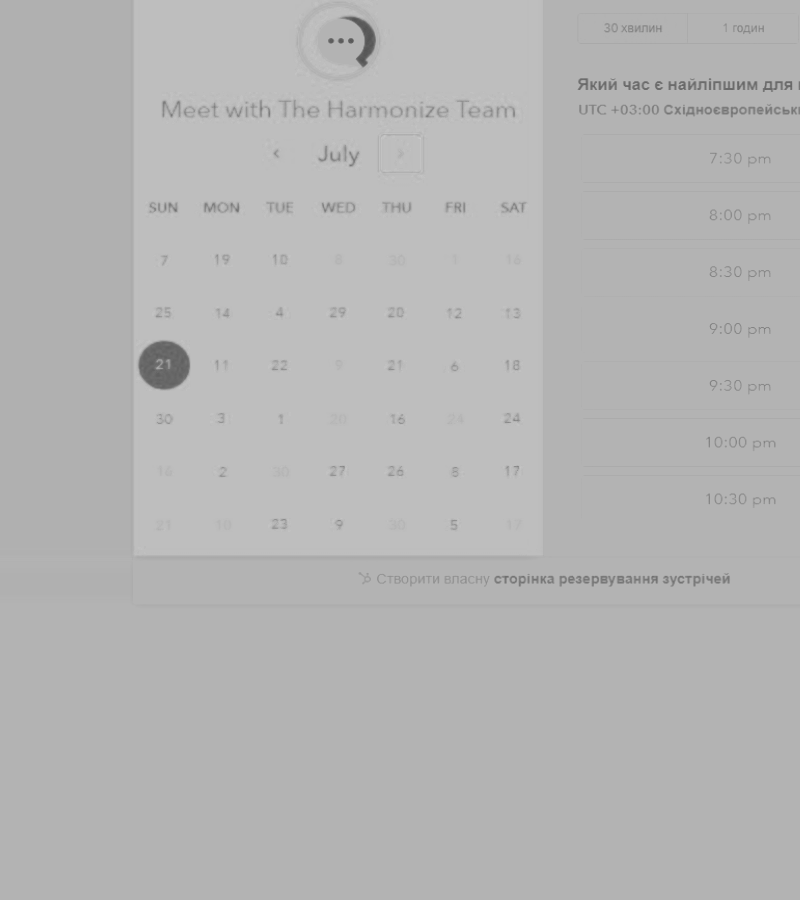 Meet with The Harmonize Team
July
SUN MON TUE WED THU FRI SAT
7 19 10 8 30 1 16
25 14 4 29 20 12 13
21 11 22 9 21 6 18
30 3 1 20 16 24 24
14 2 30 27 26 8 17
21 10 23 9 30 5 17
30 хвилин 1 годин
Який час є найліпшим для
UTC +03:00
7:30 pm
8:00 pm
8:30 pm
9:00 pm
9:30 pm
10:00 pm
10:30 pm
Створити власну сторінка резервування зустрічей